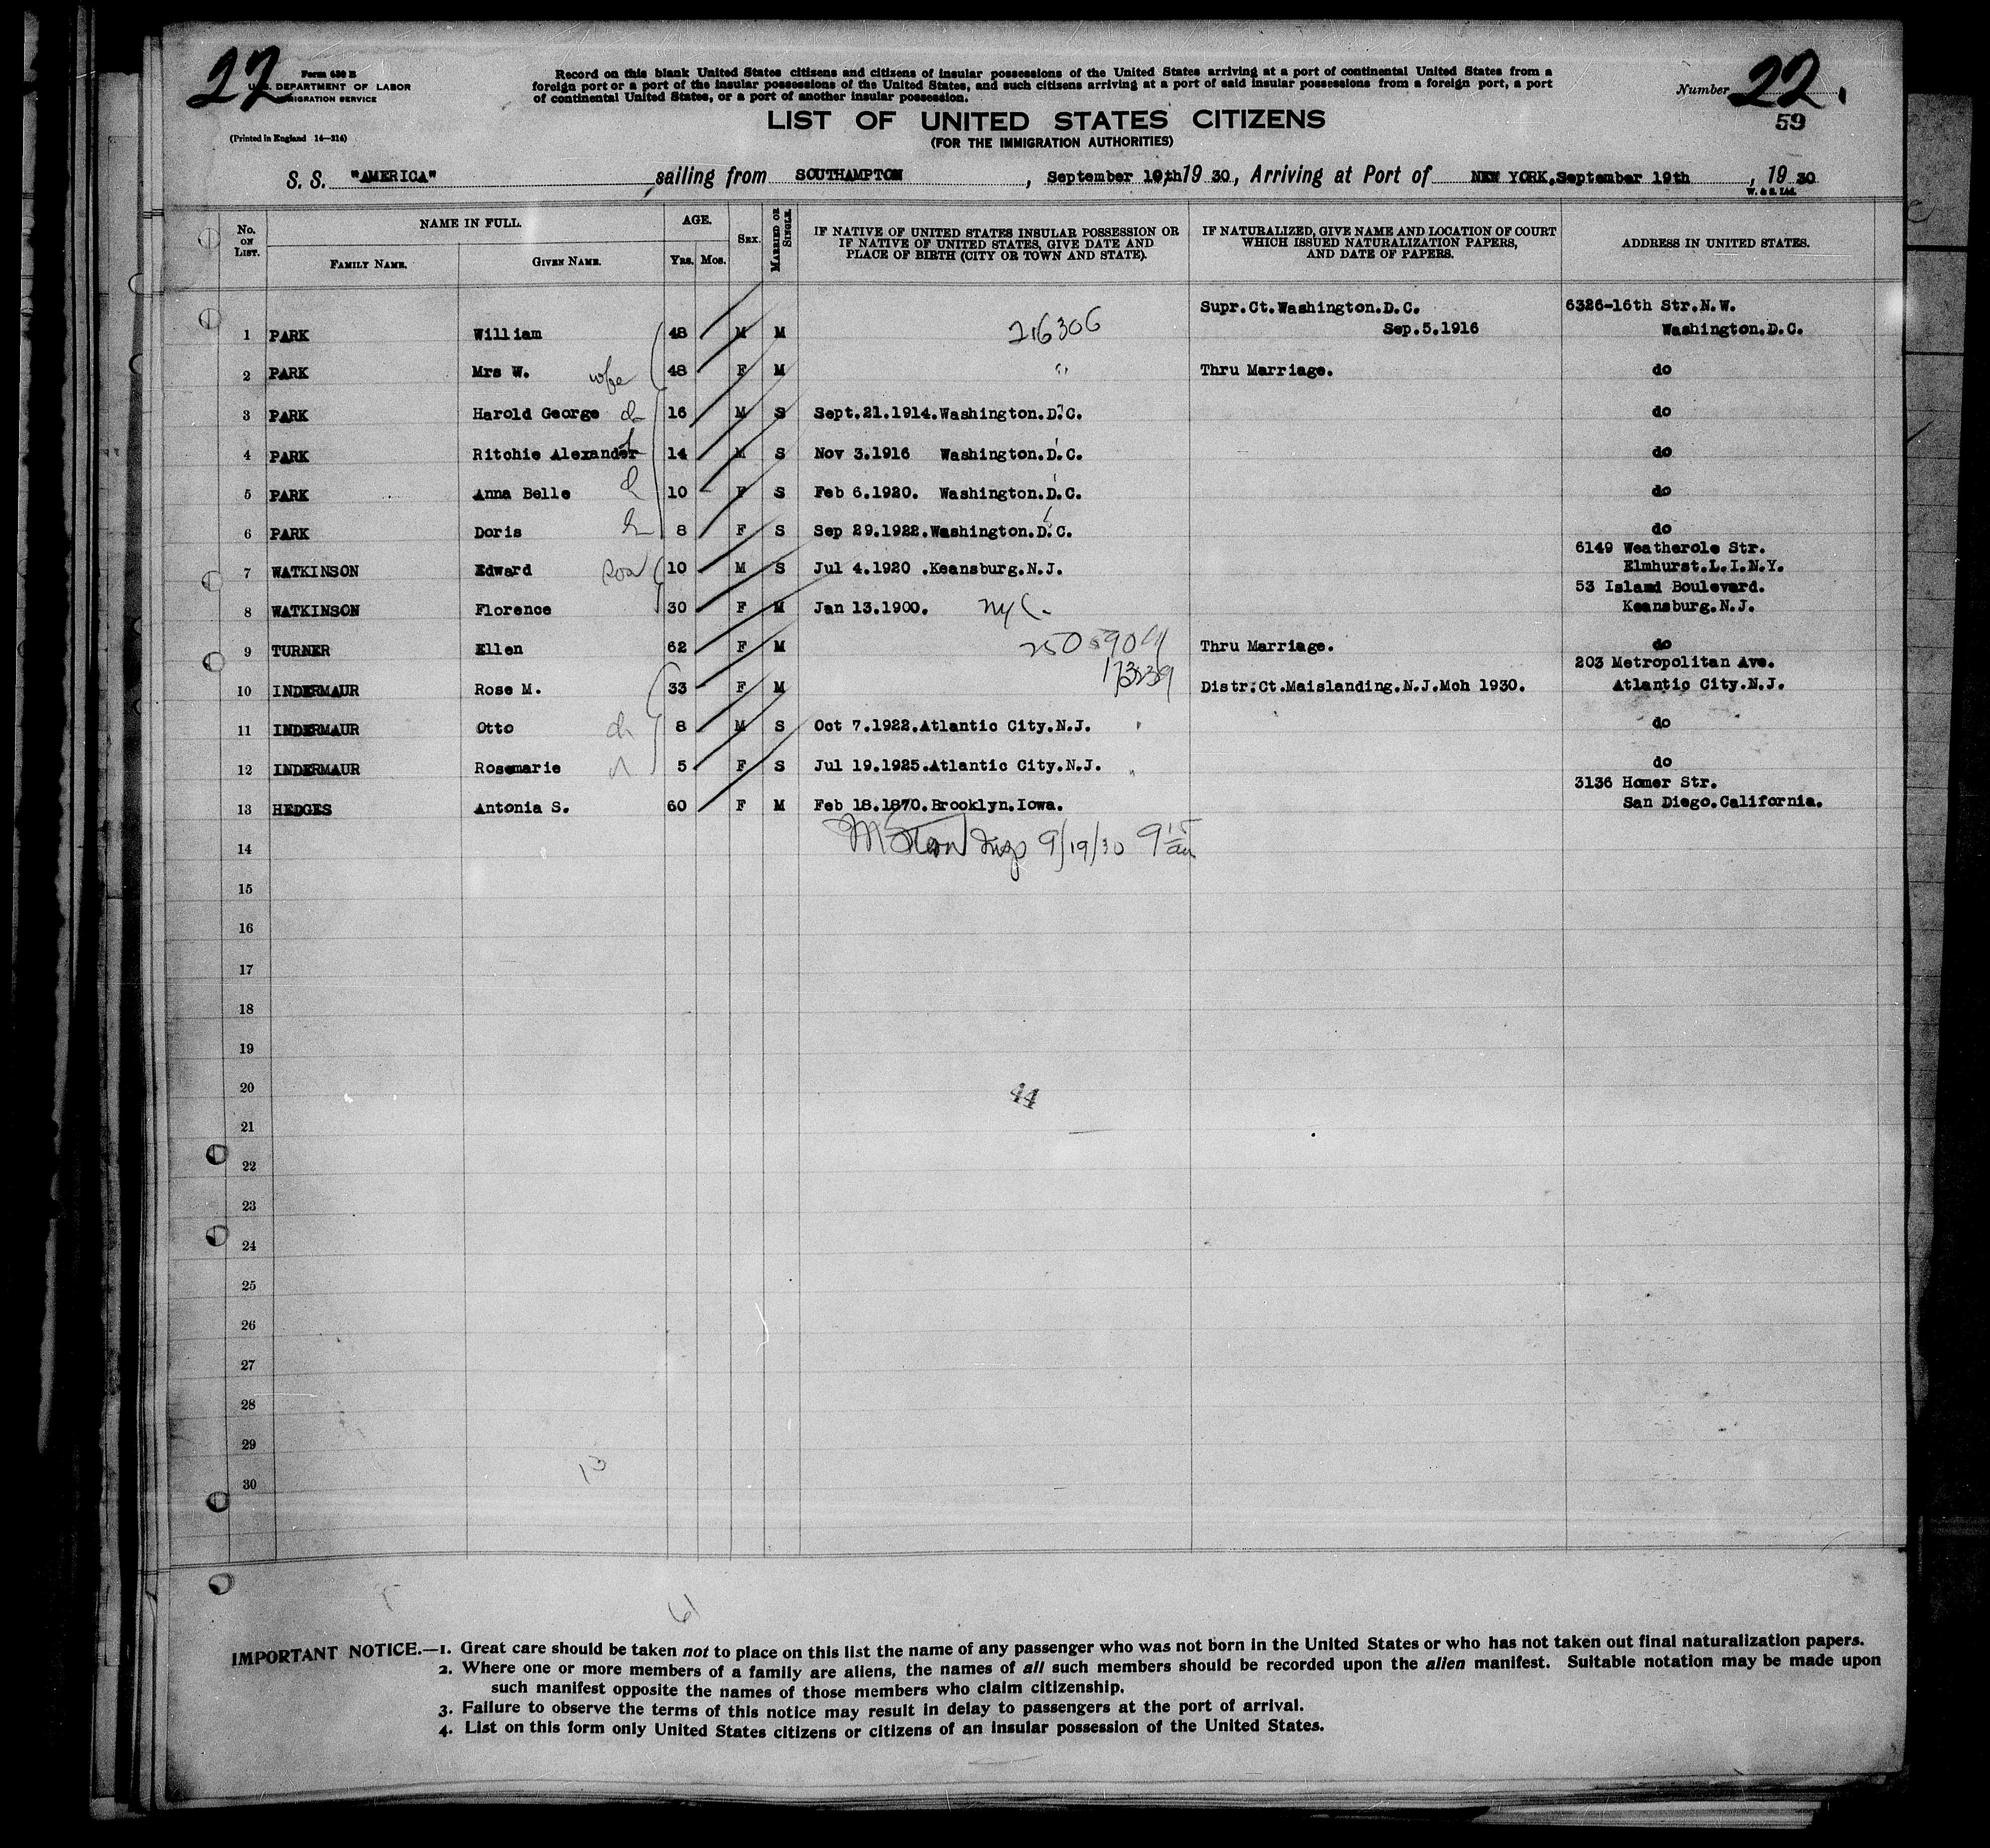 27
Form 630 B
U.S. DEPARTMENT OF LABOR
IMMIGRATION SERVICE
(Printed in England 14—214)
Record on this blank United States citizens and citizens of insular possessions of the United States arriving at a port of continental United States from a
foreign port or a port of the insular possessions of the United States, and such citizens arriving at a port of said insular possessions from a foreign port, a port
of continental United States, or a port of another insular possession.
Number 22.
59
LIST OF UNITED STATES CITIZENS
(FOR THE IMMIGRATION AUTHORITIES)
S. S. "AMERICA" sailing from SOUTHAMPTON, September 10th 19 30, Arriving at Port of NEW YORK, September 19th, 19 30
W. & S. Ltd.
No. ON LIST. NAME IN FULL. FAMILY NAME. GIVEN NAME. AGE. YRS. MOS. SEX. MARRIED OR SINGLE. IF NATIVE OF UNITED STATES INSULAR POSSESSION OR IF NATIVE OF UNITED STATES, GIVE DATE AND PLACE OF BIRTH (CITY OR TOWN AND STATE). IF NATURALIZED, GIVE NAME AND LOCATION OF COURT WHICH ISSUED NATURALIZATION PAPERS, AND DATE OF PAPERS. ADDRESS IN UNITED STATES.
1 PARK William 48 M M 216306 Supr.Ct.Washington.D.C. Sep.5.1916 6326-16th Str.N.W. Washington.D.C.
2 PARK Mrs W. wife 48 F M " Thru Marriage. do
3 PARK Harold George ch 16 M S Sept.21.1914.Washington.D.C. do
4 PARK Ritchie Alexander 14 M S Nov 3.1916 Washington.D.C. do
5 PARK Anna Belle ch 10 F S Feb 6.1920. Washington.D.C. do
6 PARK Doris ch 8 F S Sep 29.1922.Washington.D.C. do
7 WATKINSON Edward son 10 M S Jul 4.1920 .Keansburg.N.J. 6149 Weatherole Str. Elmhurst.L.I.N.Y.
8 WATKINSON Florence 30 F M Jan 13.1900. NYC. 53 Island Boulevard. Keansburg.N.J.
9 TURNER Ellen 62 F M Thru Marriage. do
10 INDERMAUR Rose M. 33 F M Distr.Ct.Maislanding.N.J.Mch 1930. 203 Metropolitan Ave. Atlantic City.N.J.
11 INDERMAUR Otto ch 8 M S Oct 7.1922.Atlantic City.N.J. do
12 INDERMAUR Rosemarie 5 F S Jul 19.1925.Atlantic City.N.J. do
13 HEDGES Antonia S. 60 F M Feb 18.1870.Brooklyn.Iowa. 3136 Homer Str. San Diego.California.
14 9/19/30
15
16
17
18
19
20 44
21
22
23
24
25
26
27
28
29
30
13
61
IMPORTANT NOTICE.—1. Great care should be taken not to place on this list the name of any passenger who was not born in the United States or who has not taken out final naturalization papers.
2. Where one or more members of a family are aliens, the names of all such members should be recorded upon the alien manifest. Suitable notation may be made upon
such manifest opposite the names of those members who claim citizenship.
3. Failure to observe the terms of this notice may result in delay to passengers at the port of arrival.
4. List on this form only United States citizens or citizens of an insular possession of the United States.